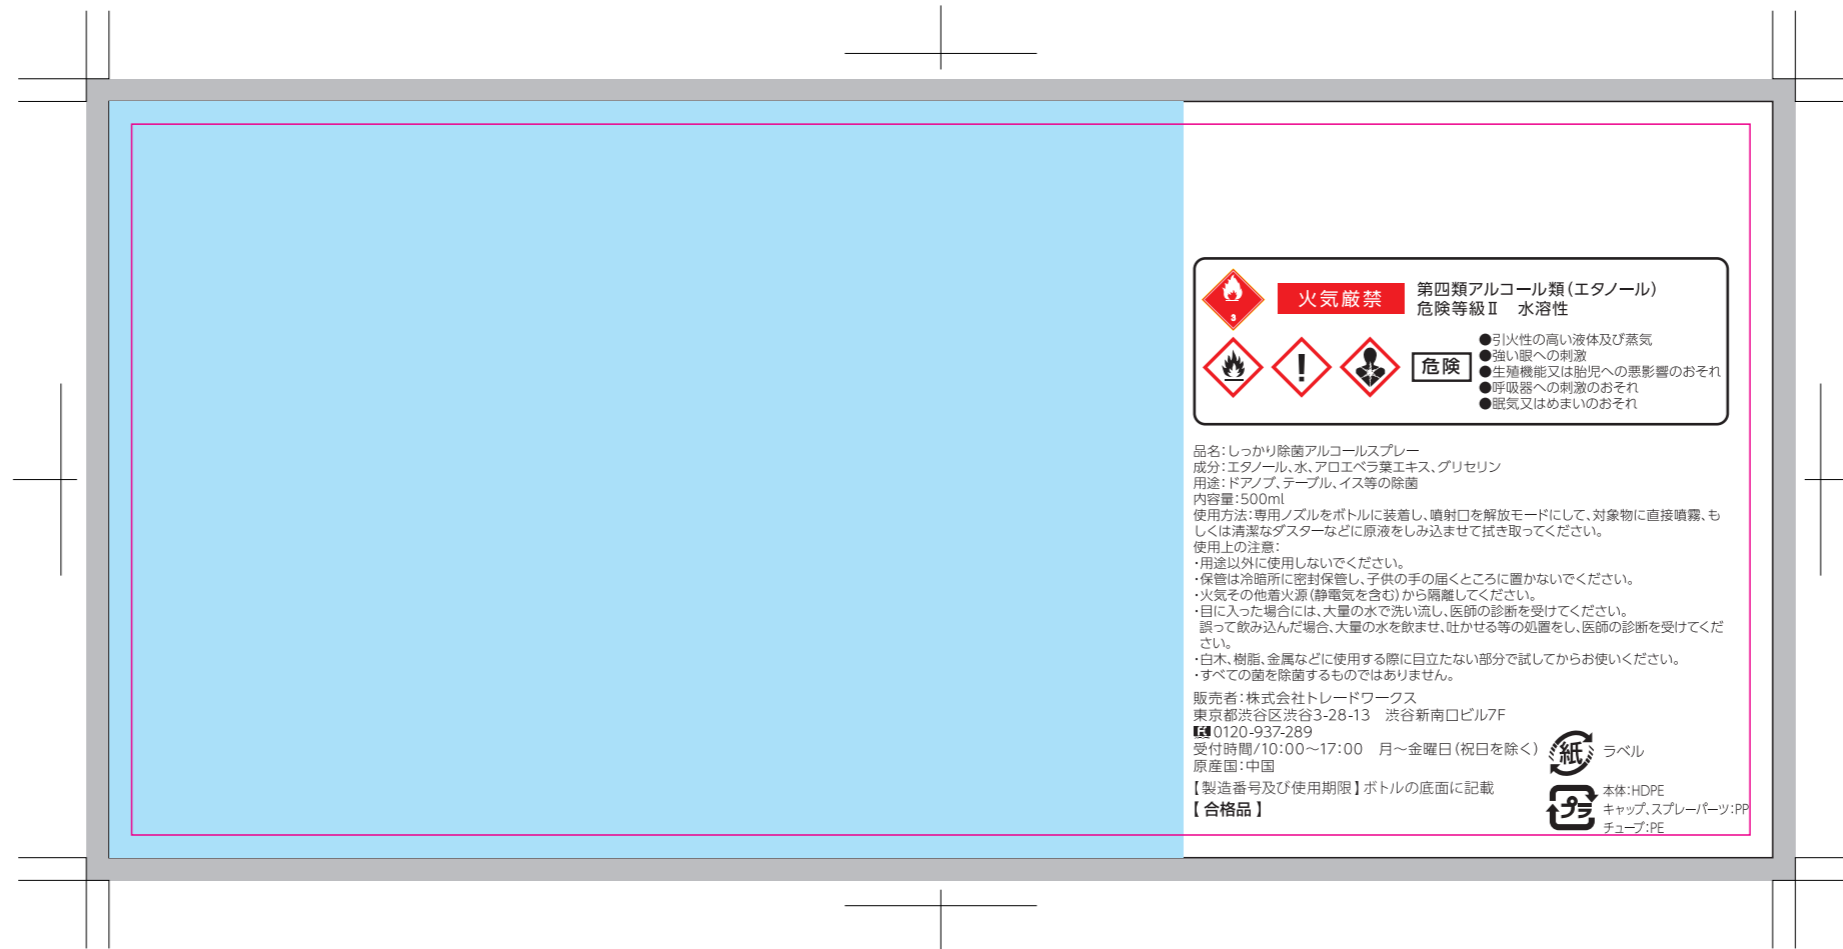 3
火気厳禁
第四類アルコール類(エタノール)
危険等級Ⅱ 水溶性
危険
●引火性の高い液体及び蒸気
●強い眼への刺激
●生殖機能又は胎児への悪影響のおそれ
●呼吸器への刺激のおそれ
●眠気又はめまいのおそれ
品名:しっかり除菌アルコールスプレー
成分:エタノール、水、アロエベラ葉エキス、グリセリン
用途:ドアノブ、テーブル、イス等の除菌
内容量:500ml
使用方法:専用ノズルをボトルに装着し、噴射口を解放モードにして、対象物に直接噴霧、も
しくは清潔なダスターなどに原液をしみ込ませて拭き取ってください。
使用上の注意:
・用途以外に使用しないでください。
・保管は冷暗所に密封保管し、子供の手の届くところに置かないでください。
・火気その他着火源(静電気を含む)から隔離してください。
・目に入った場合には、大量の水で洗い流し、医師の診断を受けてください。
誤って飲み込んだ場合、大量の水を飲ませ、吐かせる等の処置をし、医師の診断を受けてくだ
さい。
・白木、樹脂、金属などに使用する際に目立たない部分で試してからお使いください。
・すべての菌を除菌するものではありません。
販売者:株式会社トレードワークス
東京都渋谷区渋谷3-28-13 渋谷新南口ビル7F
0120-937-289
受付時間/10:00〜17:00 月〜金曜日(祝日を除く)
原産国:中国
【製造番号及び使用期限】ボトルの底面に記載
【合格品】
紙 ラベル
プラ
本体:HDPE
キャップ、スプレーパーツ:PP
チューブ:PE